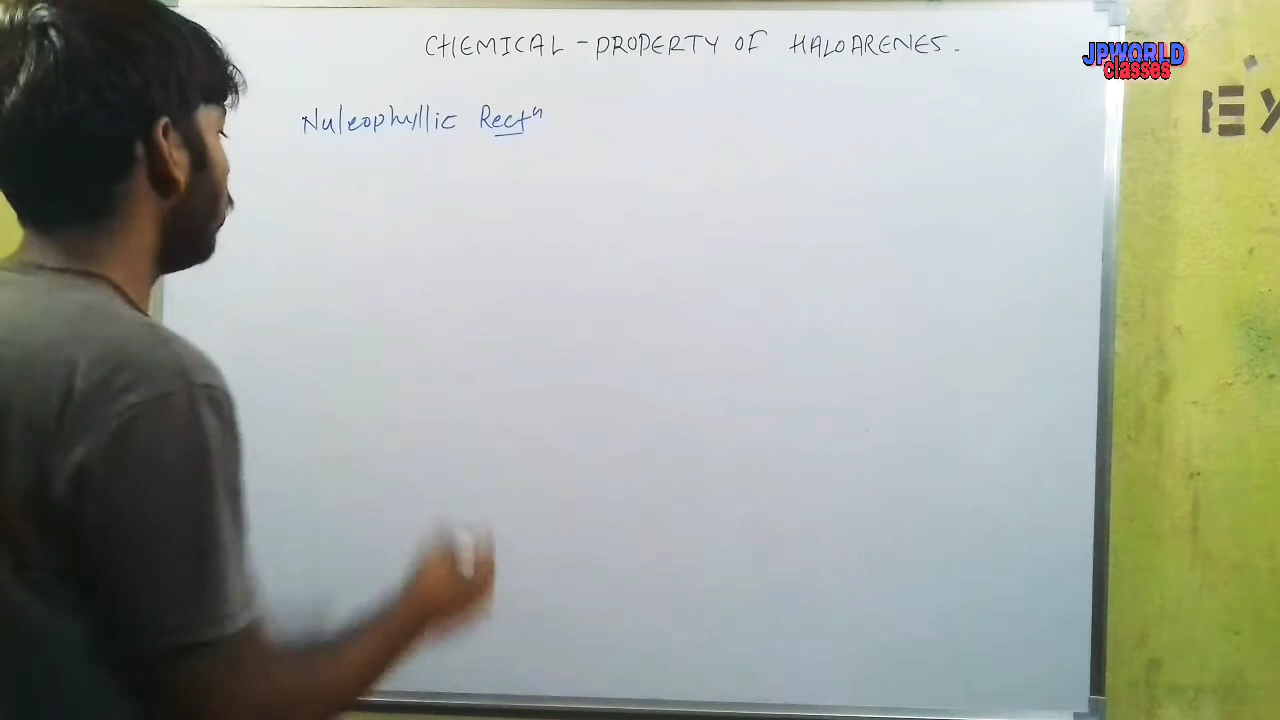 CHEMICAL - PROPERTY OF HALOARENES.
JPWORLD
classes
Nuleophyllic Rectn